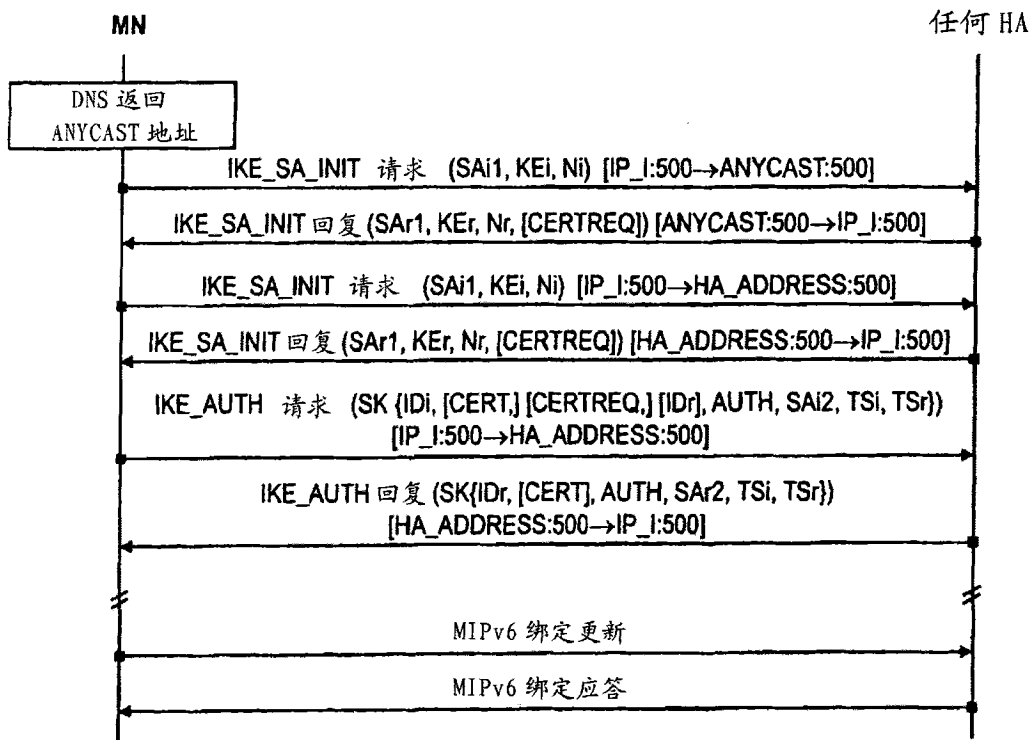 MN
任何 HA
DNS 返回
ANYCAST 地址
IKE_SA_INIT 请求 (SAi1, KEi, Ni) [IP_I:500→ANYCAST:500]
IKE_SA_INIT 回复 (SAr1, KEr, Nr, [CERTREQ]) [ANYCAST:500→IP_I:500]
IKE_SA_INIT 请求 (SAi1, KEi, Ni) [IP_I:500→HA_ADDRESS:500]
IKE_SA_INIT 回复 (SAr1, KEr, Nr, [CERTREQ]) [HA_ADDRESS:500→IP_I:500]
IKE_AUTH 请求 (SK {IDi, [CERT,] [CERTREQ,] [IDr], AUTH, SAi2, TSi, TSr})
[IP_I:500→HA_ADDRESS:500]
IKE_AUTH 回复 (SK{IDr, [CERT], AUTH, SAr2, TSi, TSr})
[HA_ADDRESS:500→IP_I:500]
MIPv6 绑定更新
MIPv6 绑定应答